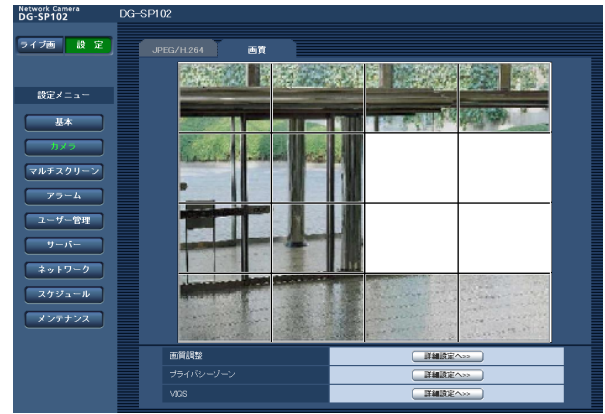 Network Camera
DG-SP102
DG-SP102
ライブ画 設 定
JPEG/H.264 画質
設定メニュー
基本
カメラ
マルチスクリーン
アラーム
ユーザー管理
サーバー
ネットワーク
スケジュール
メンテナンス
画質調整 詳細設定へ>>
プライバシーゾーン 詳細設定へ>>
VIQS 詳細設定へ>>